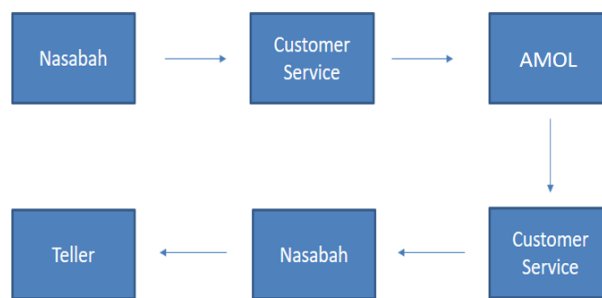 Nasabah
Customer
Service
AMOL
Customer
Service
Nasabah
Teller